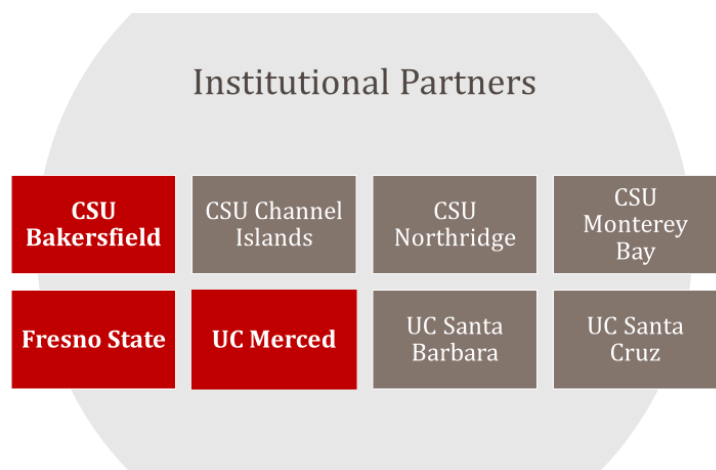 Institutional Partners
CSU
Bakersfield
CSU Channel
Islands
CSU
Northridge
CSU
Monterey
Bay
Fresno State
UC Merced
UC Santa
Barbara
UC Santa
Cruz